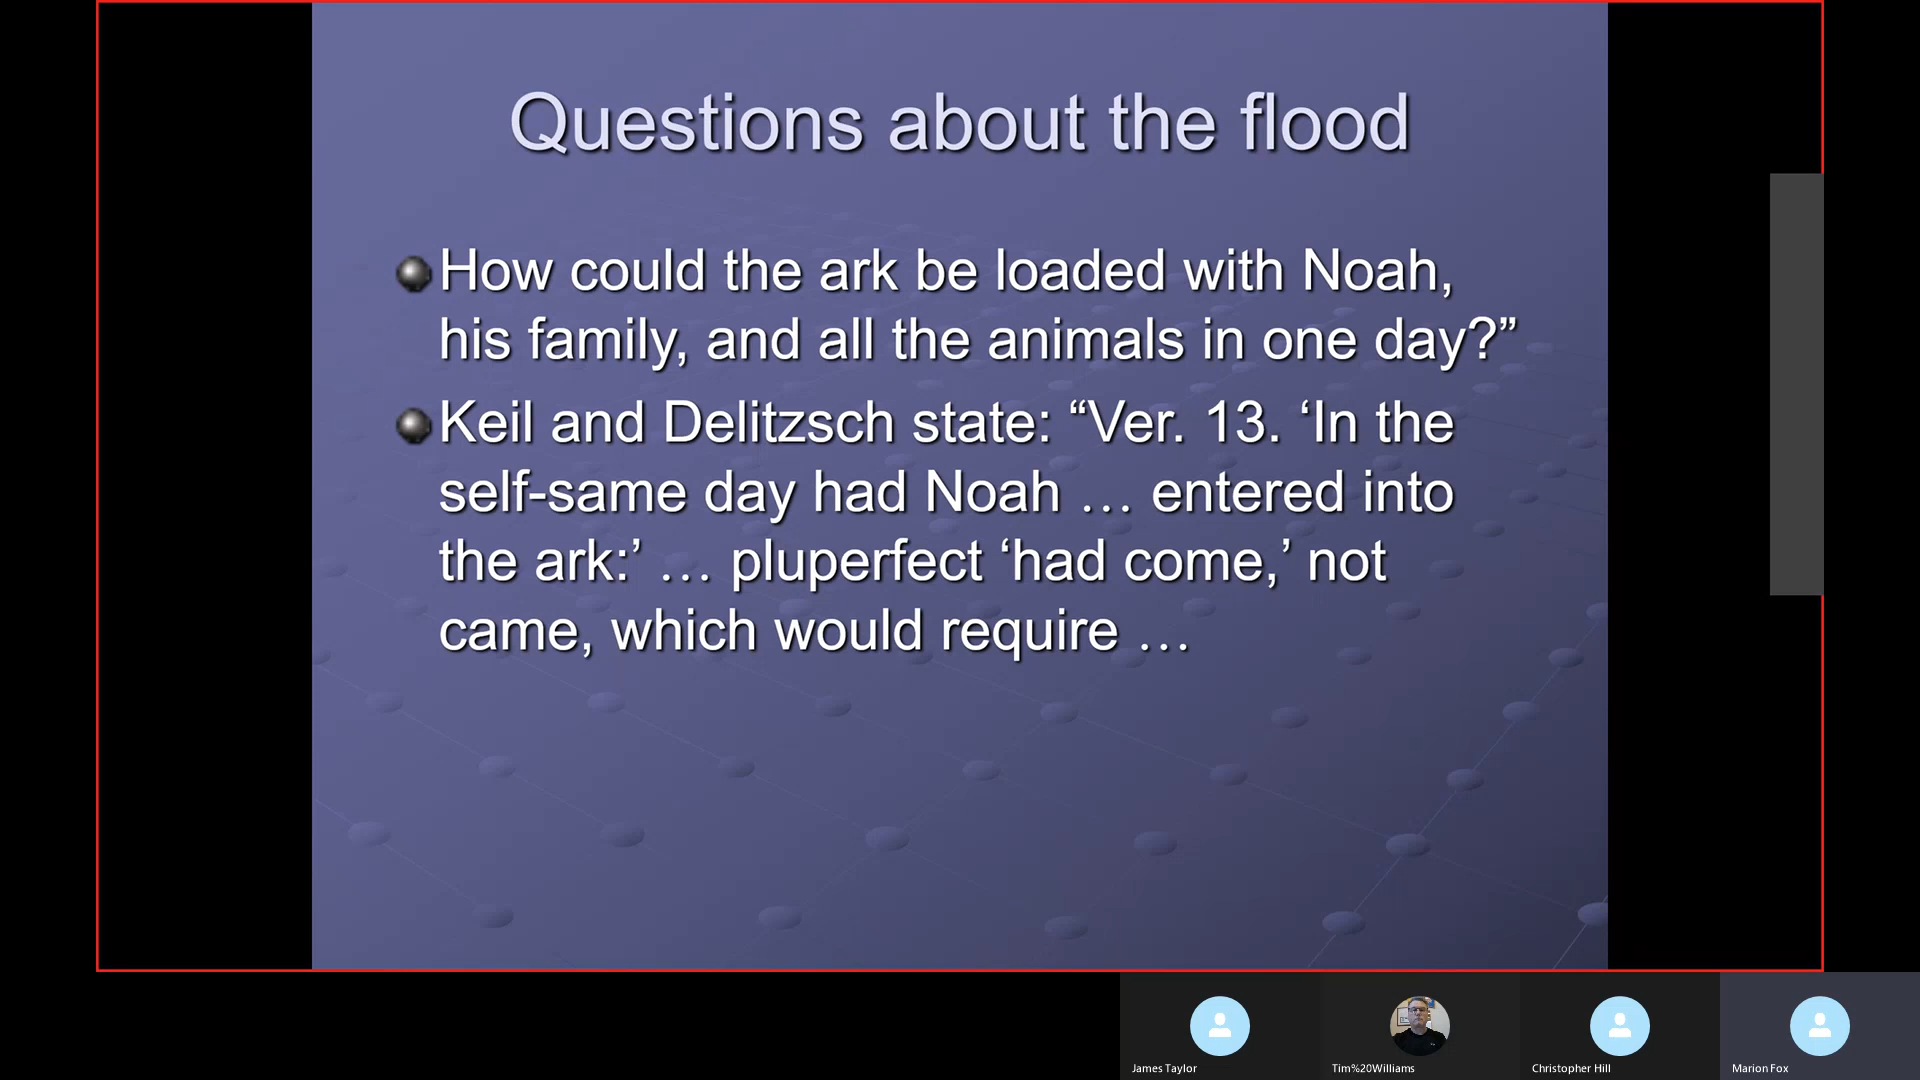 Questions about the flood
How could the ark be loaded with Noah,
his family, and all the animals in one day?”
Keil and Delitzsch state: “Ver. 13. ‘In the
self-same day had Noah … entered into
the ark:’ … pluperfect ‘had come,’ not
came, which would require …
James Taylor
Tim%20Williams
Christopher Hill
Marion Fox